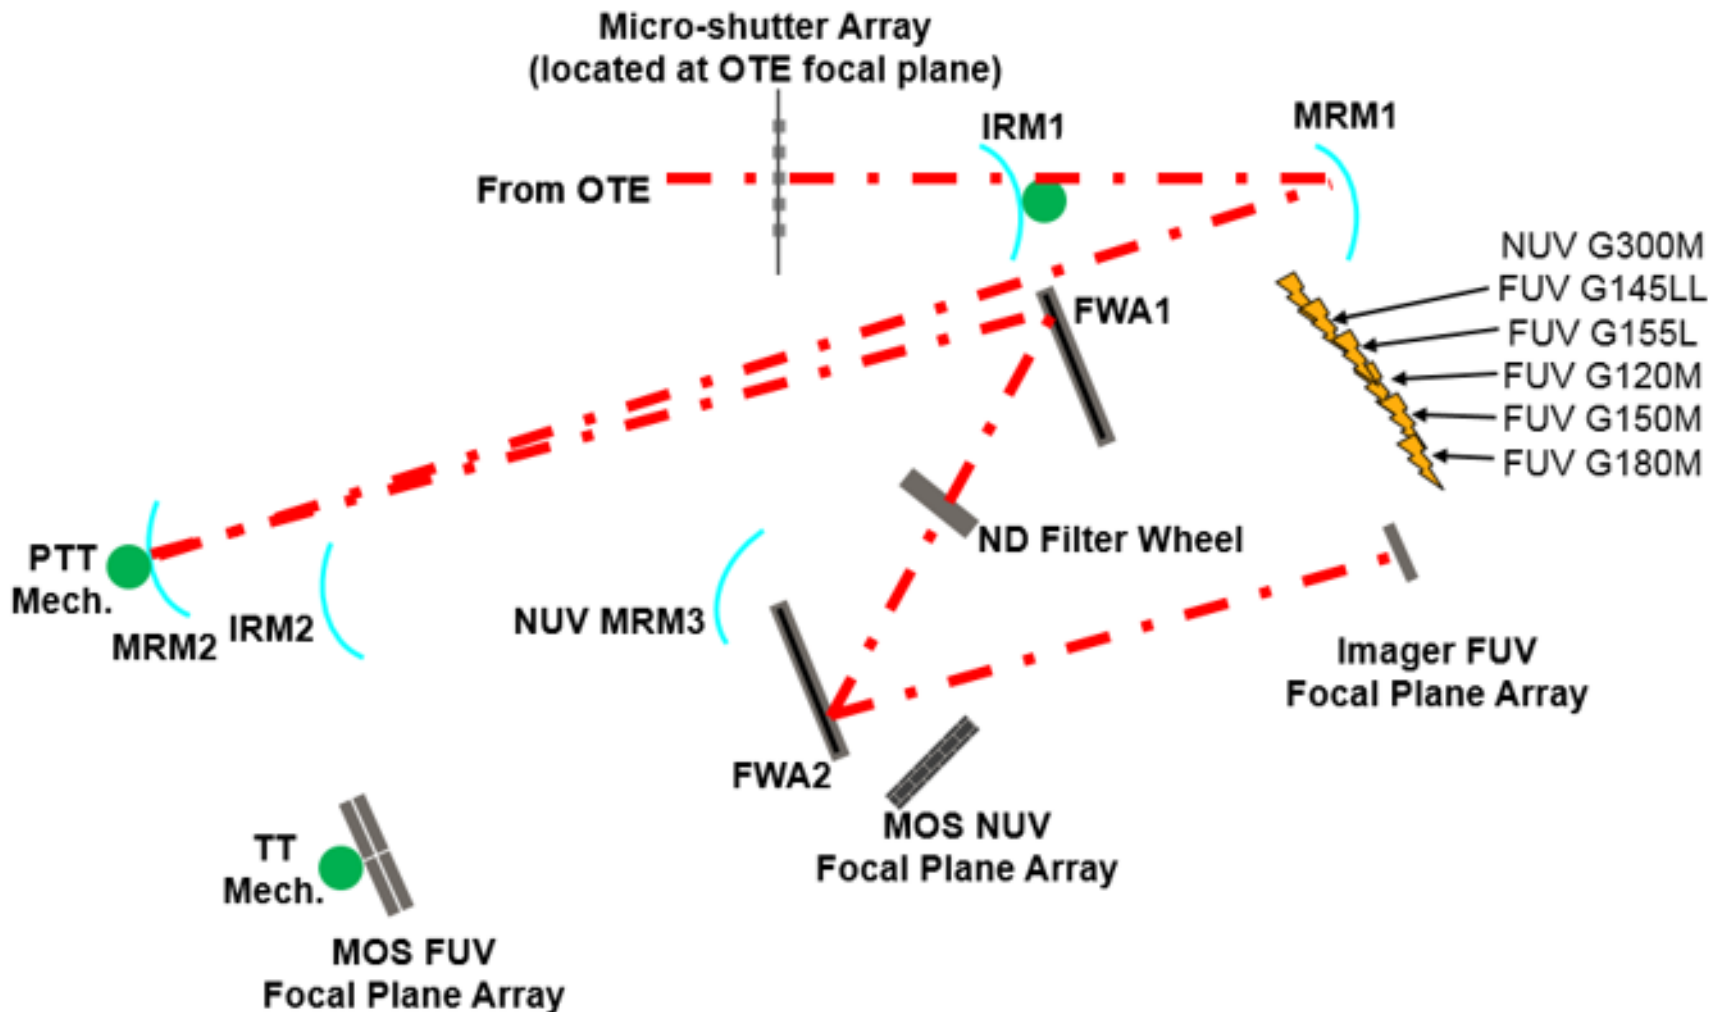 Micro-shutter Array
(located at OTE focal plane)
IRM1
MRM1
From OTE
NUV G300M
FUV G145LL
FUV G155L
FUV G120M
FUV G150M
FUV G180M
FWA1
ND Filter Wheel
PTT
Mech.
MRM2
IRM2
NUV MRM3
Imager FUV
Focal Plane Array
FWA2
MOS NUV
Focal Plane Array
TT
Mech.
MOS FUV
Focal Plane Array